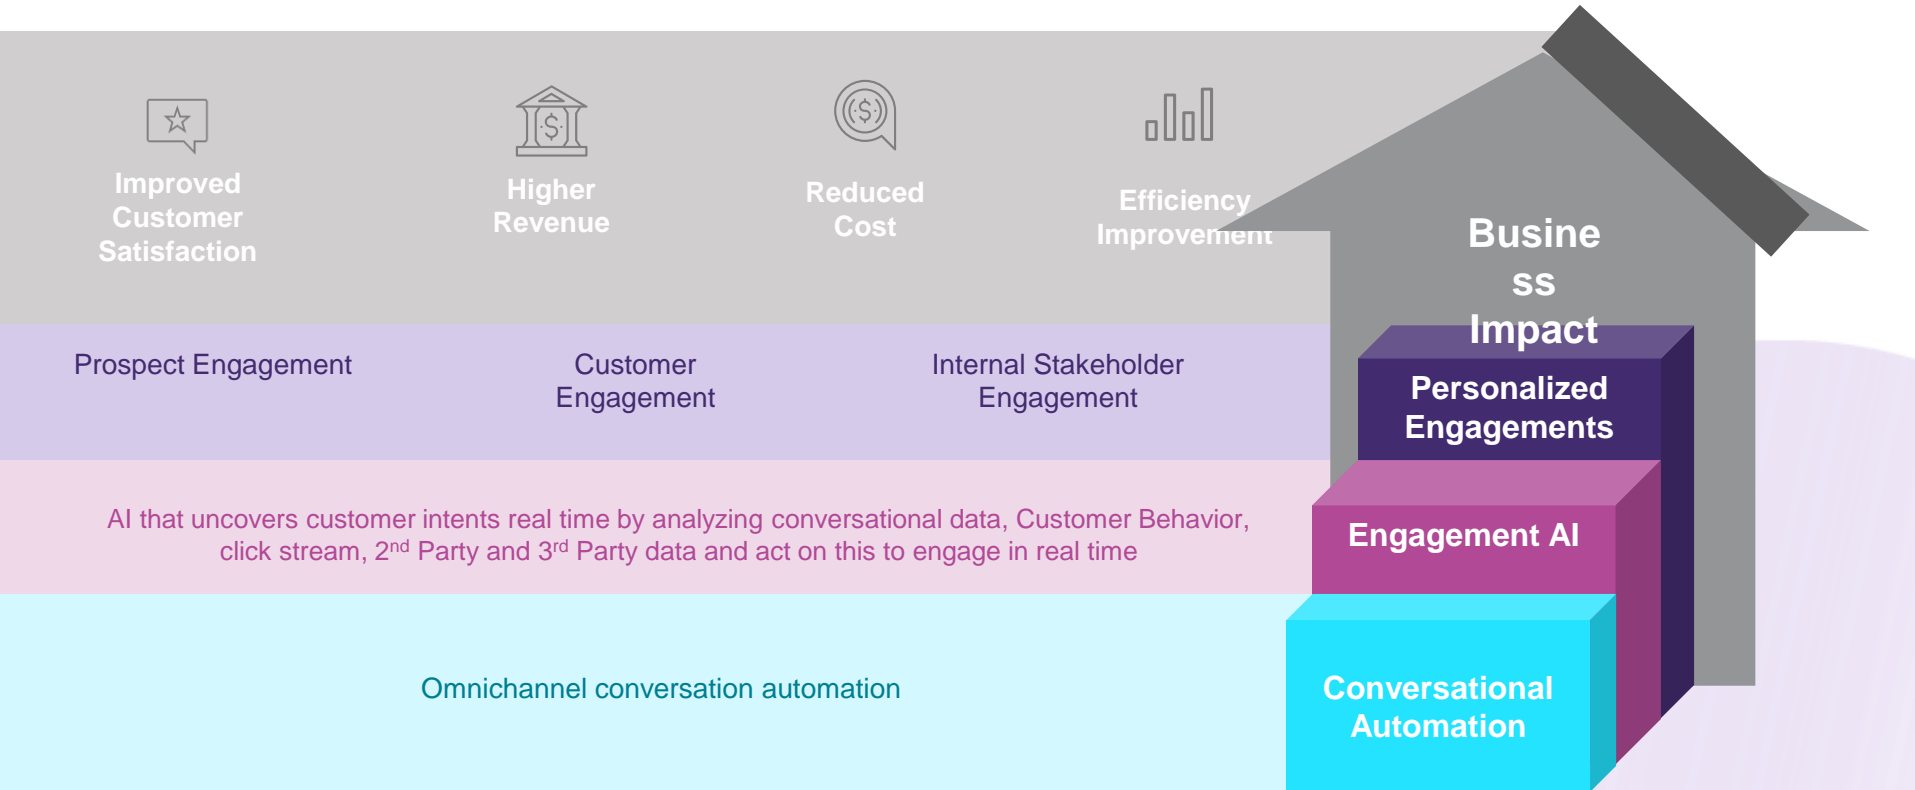 Improved
Customer
Satisfaction
Higher
Revenue
Reduced
Cost
Efficiency
Improvement
Busine
ss
Impact
Prospect Engagement
Customer
Engagement
Internal Stakeholder
Engagement
Personalized
Engagements
AI that uncovers customer intents real time by analyzing conversational data, Customer Behavior,
click stream, 2nd Party and 3rd Party data and act on this to engage in real time
Engagement AI
Omnichannel conversation automation
Conversational
Automation